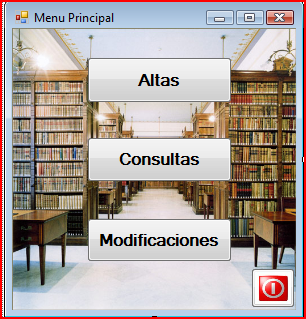 Menu Principal
Altas
Consultas
Modificaciones